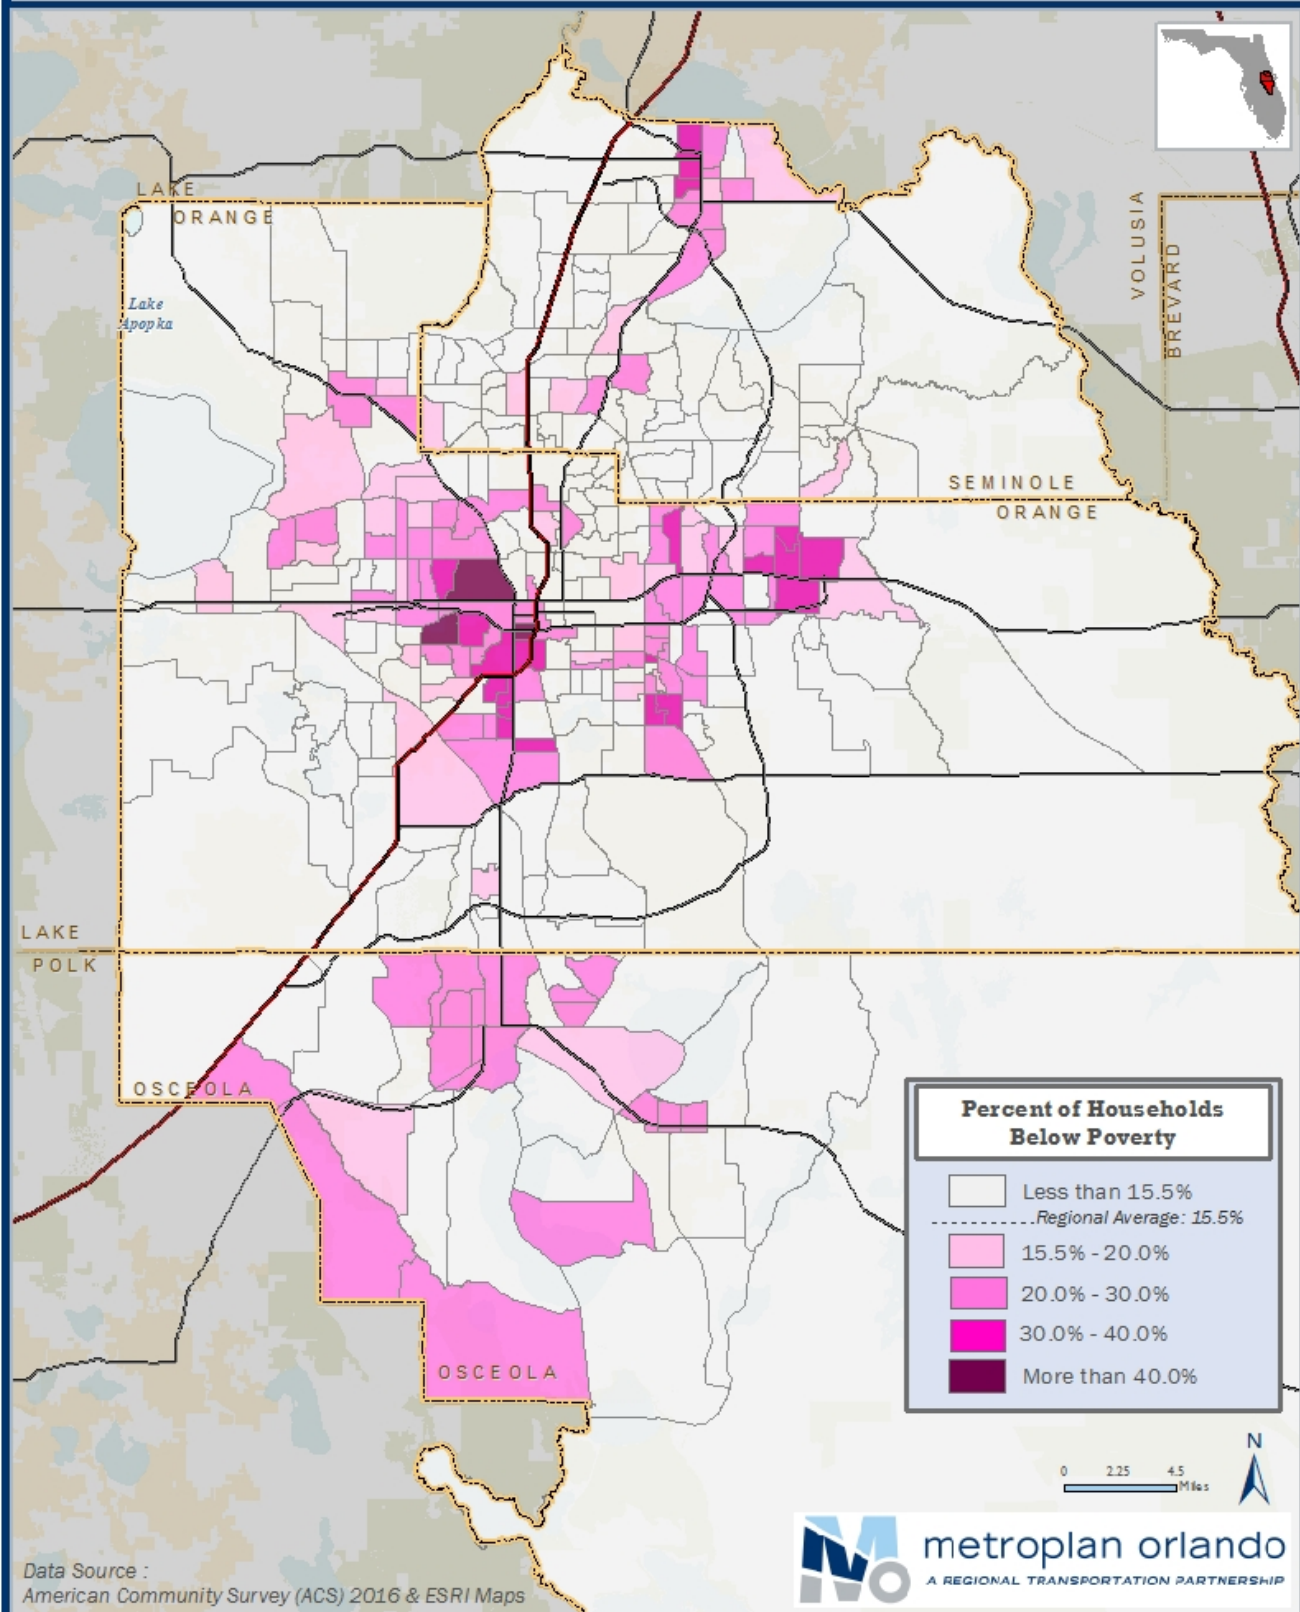 LAKE
ORANGE
Lake
Apopka
VOLUSIA
BREVARD
SEMINOLE
ORANGE
LAKE
POLK
OSCEOLA
OSCEOLA
Percent of Households
Below Poverty
Less than 15.5%
Regional Average: 15.5%
15.5% - 20.0%
20.0% - 30.0%
30.0% - 40.0%
More than 40.0%
N
0 2.25 4.5
Miles
metroplan orlando
A REGIONAL TRANSPORTATION PARTNERSHIP
Data Source :
American Community Survey (ACS) 2016 & ESRI Maps